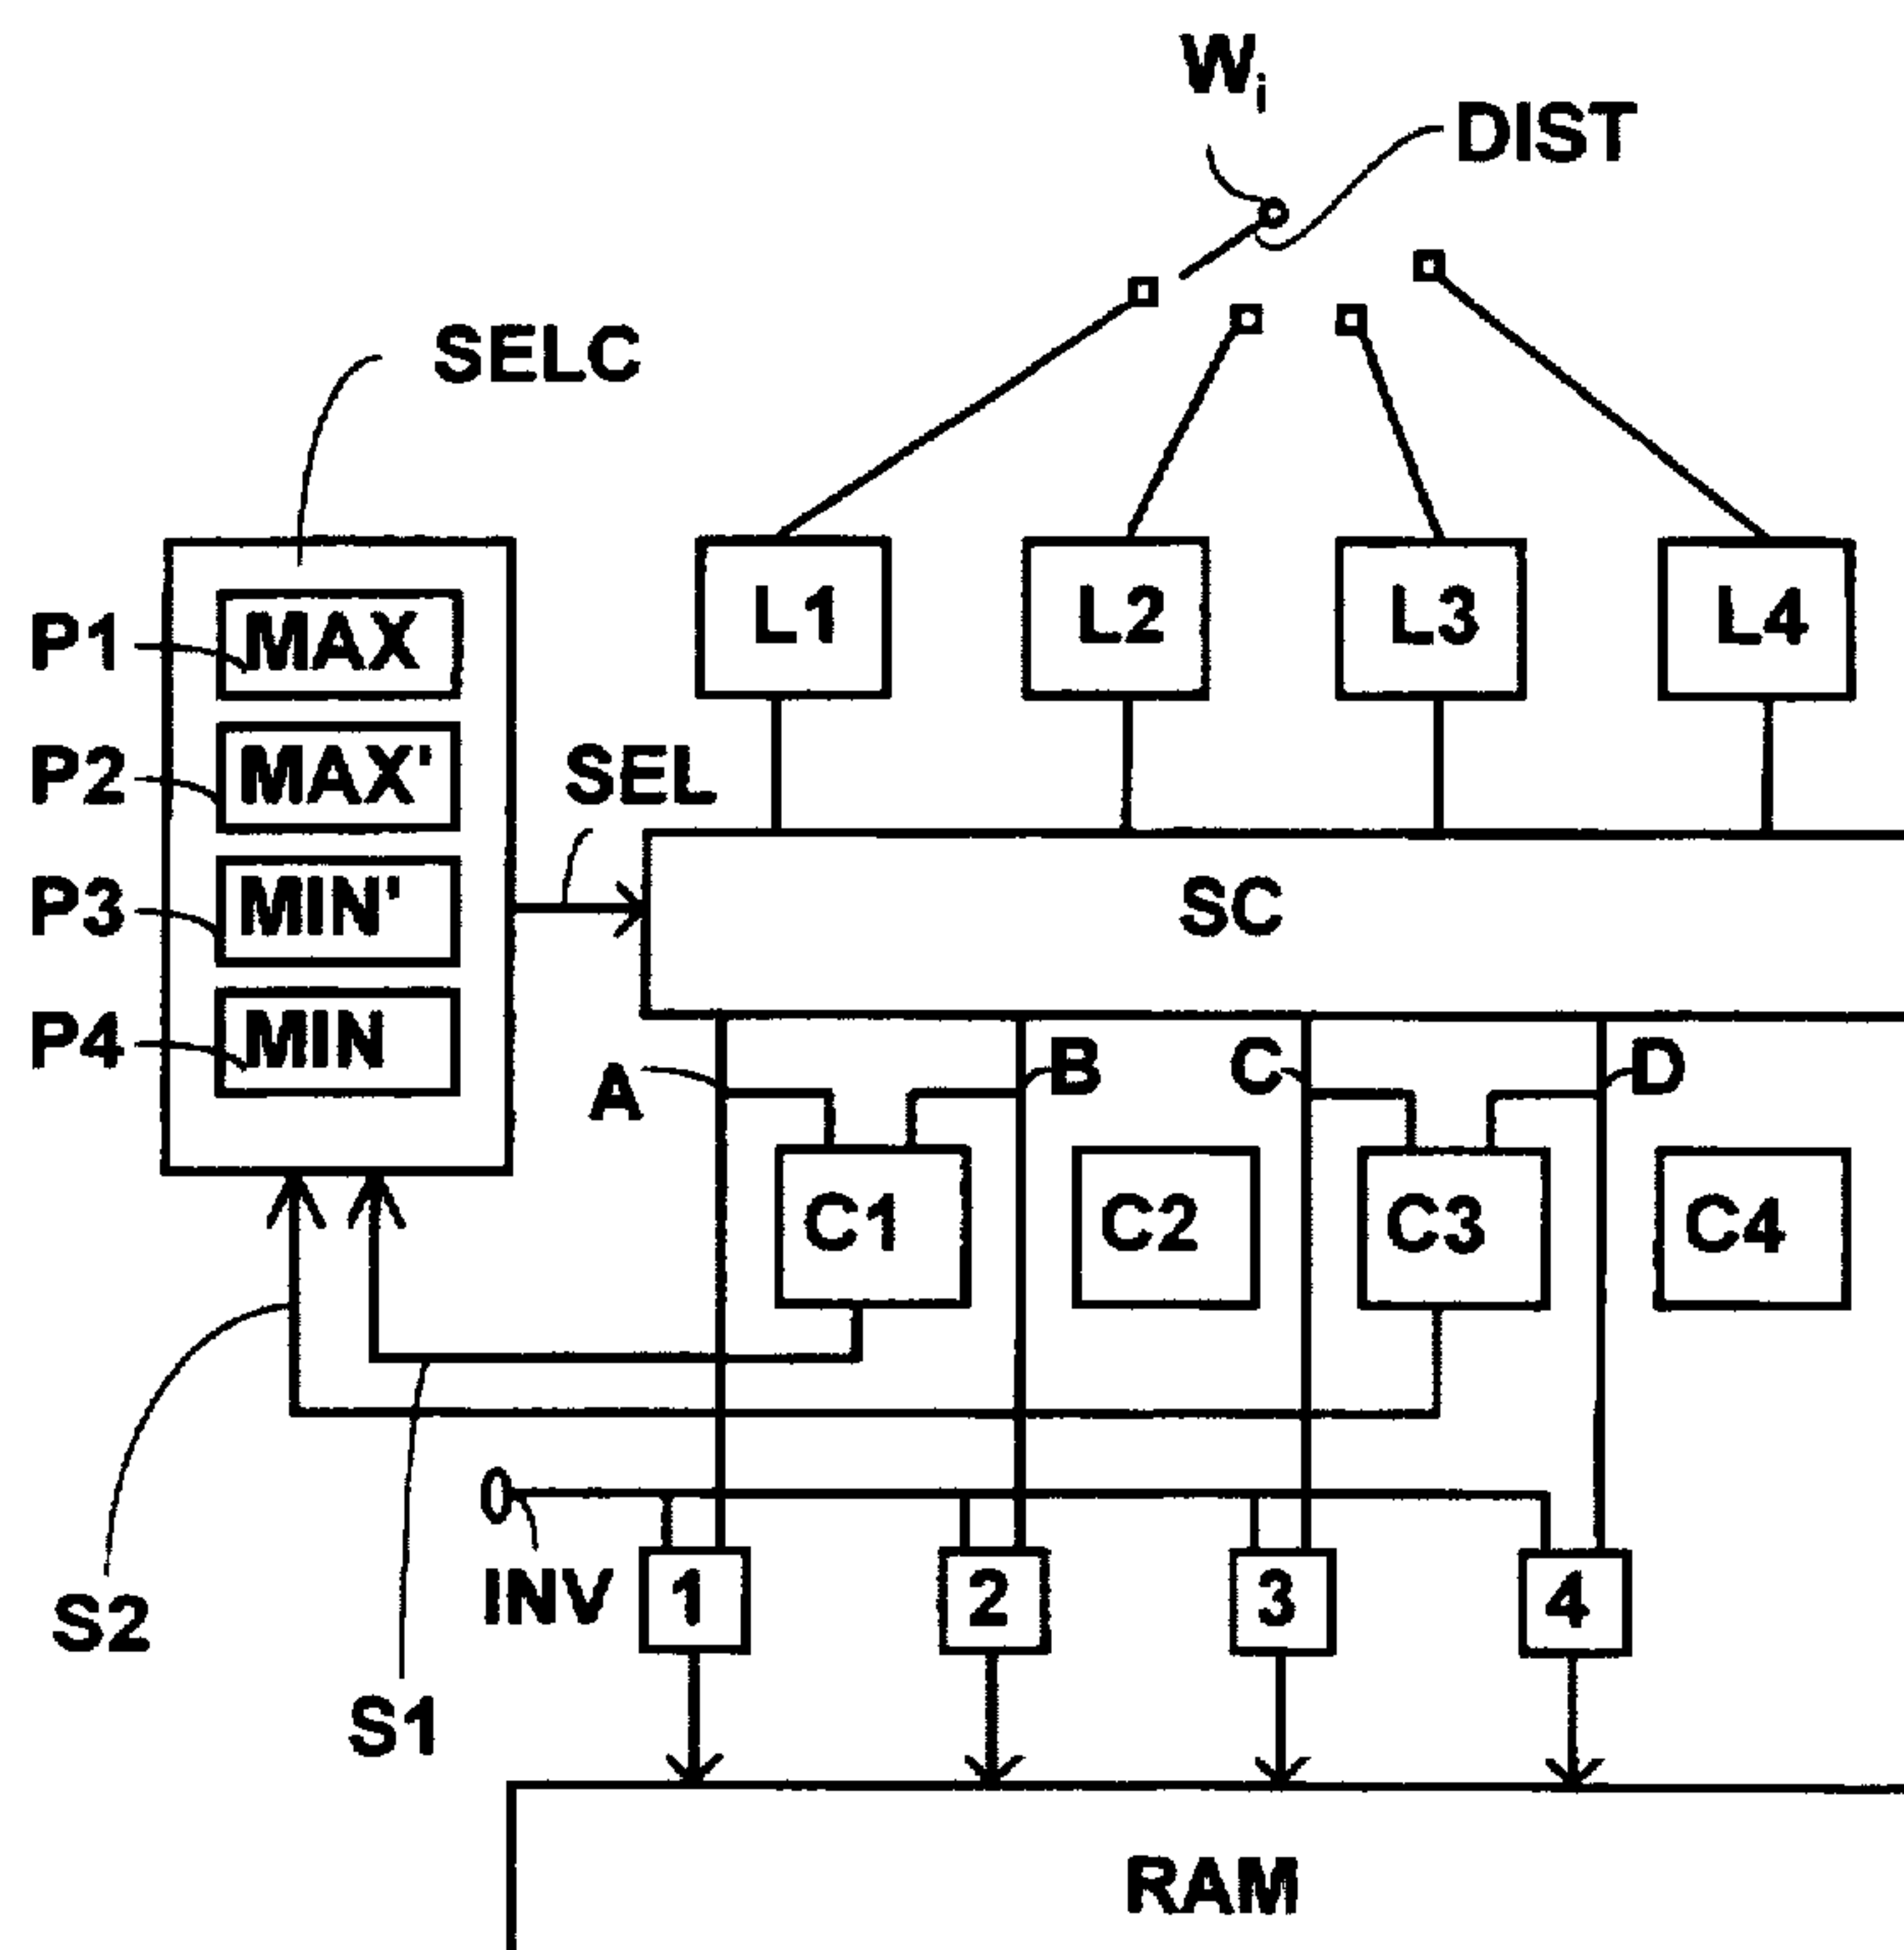 Wi
DIST
SELC
P1 MAX
L1 L2 L3 L4
P2 MAX'
SEL
P3 MIN'
SC
P4 MIN
A B C D
C1 C2 C3 C4
INV
1 2 3 4
S2
S1
RAM